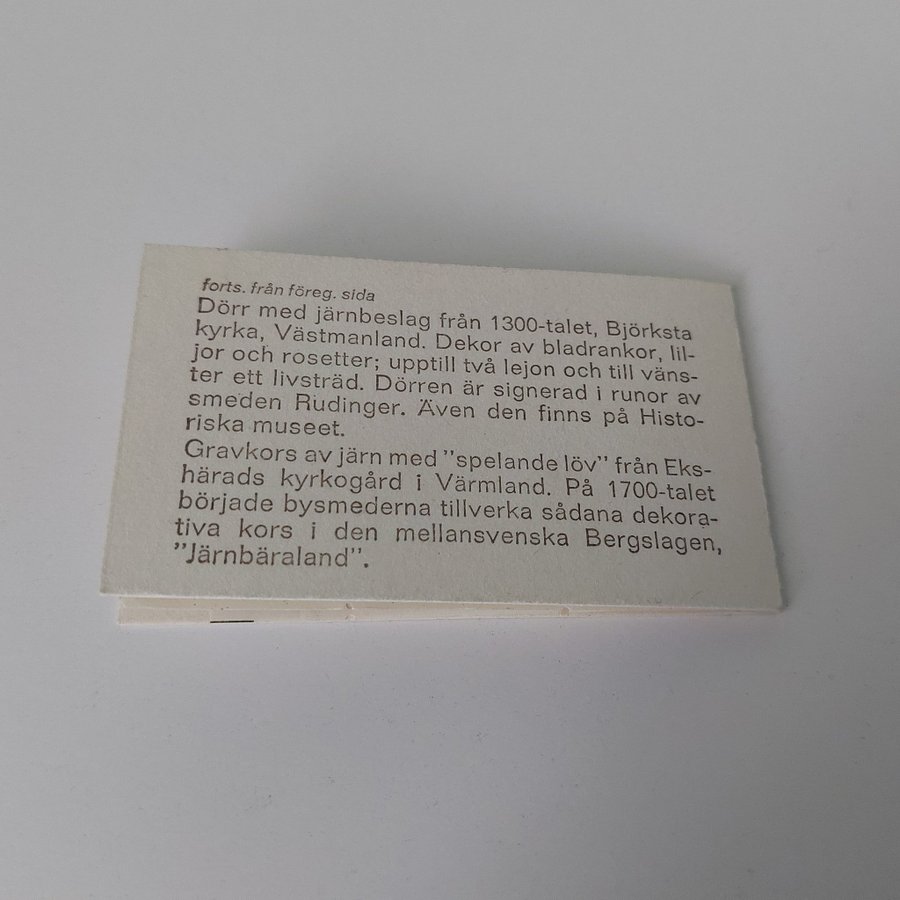 forts. från föreg. sida
Dörr med järnbeslag från 1300-talet, Björksta
kyrka, Västmanland. Dekor av bladrankor, lil-
jor och rosetter; upptill två lejon och till väns-
ter ett livsträd. Dörren är signerad i runor av
smeden Rudinger. Även den finns på Histo-
riska museet.
Gravkors av järn med "spelande löv" från Eks-
härads kyrkogård i Värmland. På 1700-talet
började bysmederna tillverka sådana dekora-
tiva kors i den mellansvenska Bergslagen,
"Järnbäraland".